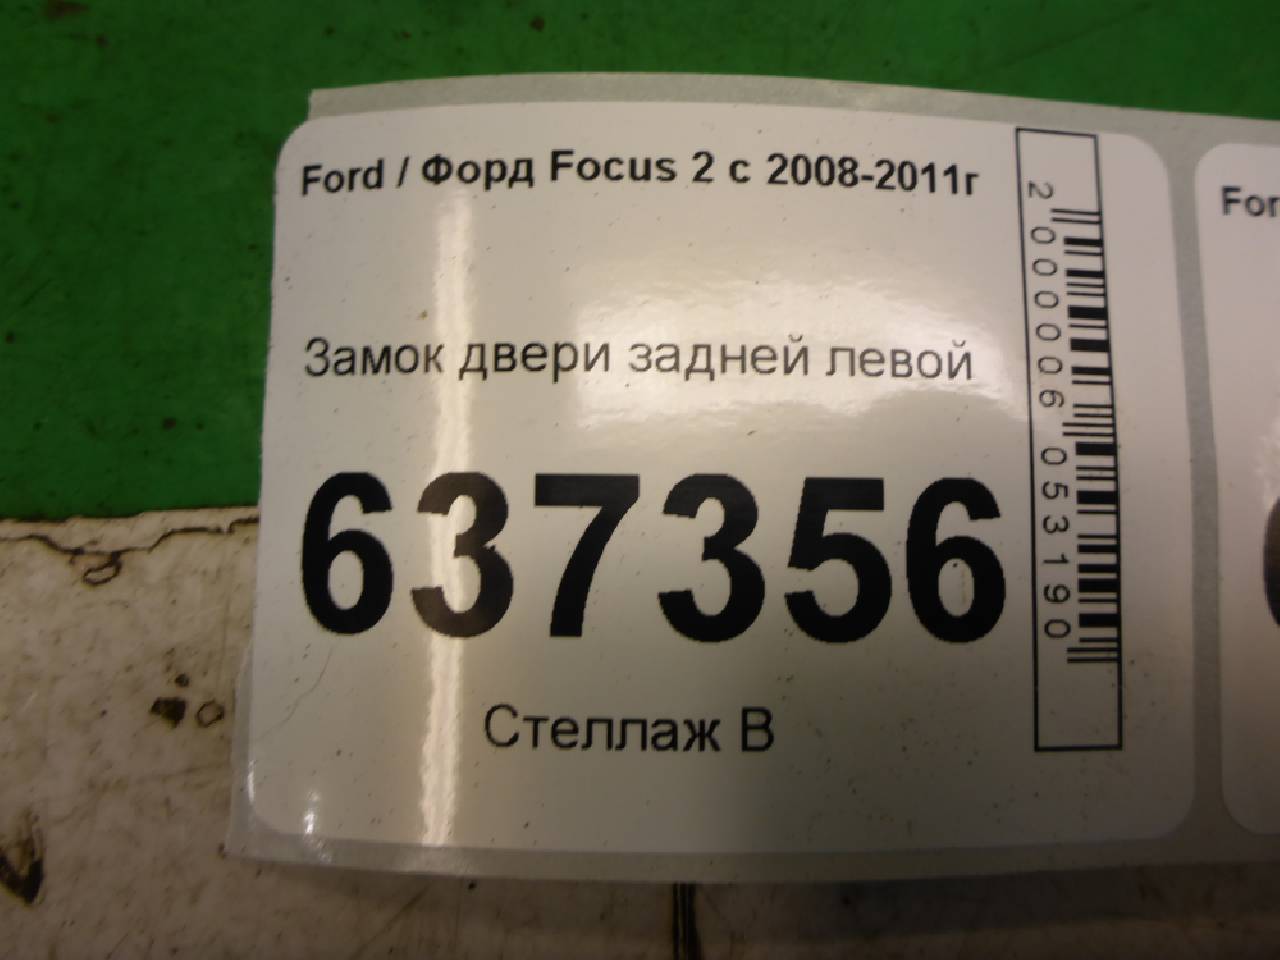 Ford / Форд Focus 2 с 2008-2011г
Замок двери задней левой
637356
Стеллаж В
2 000006 053190
For